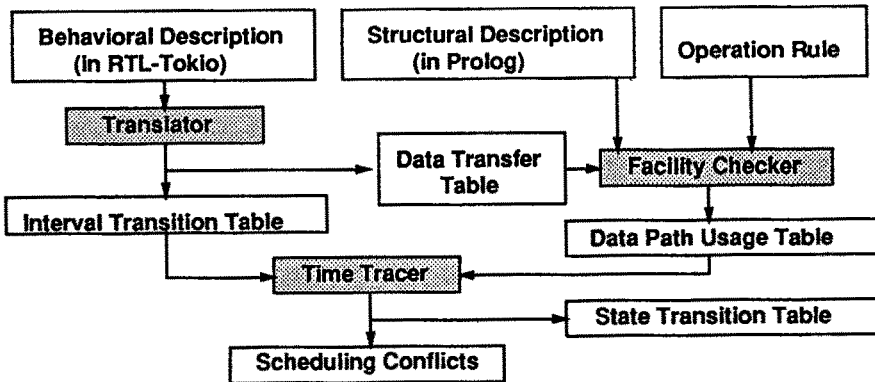 Behavioral Description
(in RTL-Tokio)
Structural Description
(in Prolog)
Operation Rule
Translator
Data Transfer
Table
Facility Checker
Interval Transition Table
Data Path Usage Table
Time Tracer
State Transition Table
Scheduling Conflicts